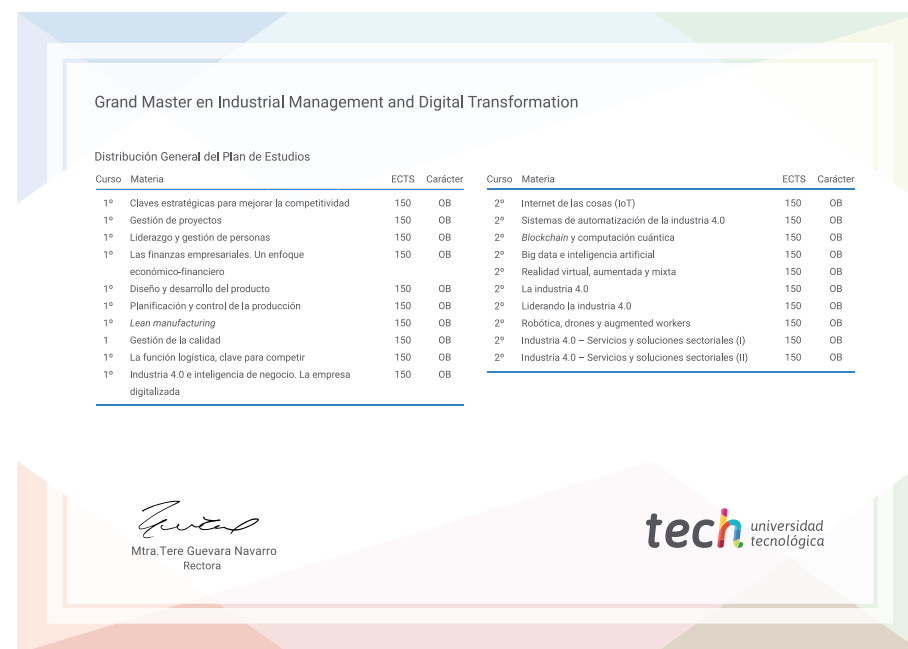 Grand Master en Industrial Management and Digital Transformation
Distribución General del Plan de Estudios
Curso Materia ECTS Carácter
1º Claves estratégicas para mejorar la competitividad 150 OB
1º Gestión de proyectos 150 OB
1º Liderazgo y gestión de personas 150 OB
1º Las finanzas empresariales. Un enfoque 150 OB
económico-financiero
1º Diseño y desarrollo del producto 150 OB
1º Planificación y control de la producción 150 OB
1º Lean manufacturing 150 OB
1 Gestión de la calidad 150 OB
1º La función logística, clave para competir 150 OB
1º Industria 4.0 e inteligencia de negocio. La empresa 150 OB
digitalizada
Curso Materia ECTS Carácter
2º Internet de las cosas (IoT) 150 OB
2º Sistemas de automatización de la industria 4.0 150 OB
2º Blockchain y computación cuántica 150 OB
2º Big data e inteligencia artificial 150 OB
2º Realidad virtual, aumentada y mixta 150 OB
2º La industria 4.0 150 OB
2º Liderando la industria 4.0 150 OB
2º Robótica, drones y augmented workers 150 OB
2º Industria 4.0 – Servicios y soluciones sectoriales (I) 150 OB
2º Industria 4.0 – Servicios y soluciones sectoriales (II) 150 OB
Mtra.Tere Guevara Navarro
Rectora
tech universidad
tecnológica